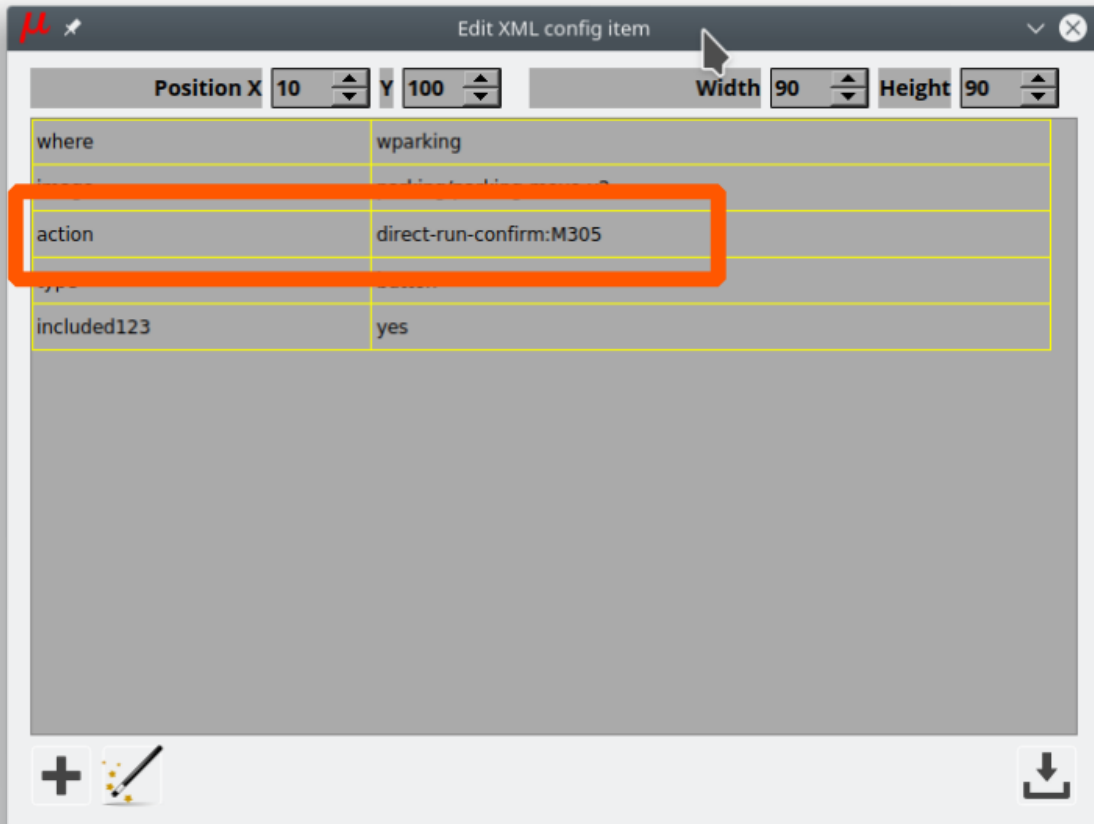 μ Edit XML config item
Position X 10 Y 100 Width 90 Height 90
where wparking
action direct-run-confirm:M305
included123 yes